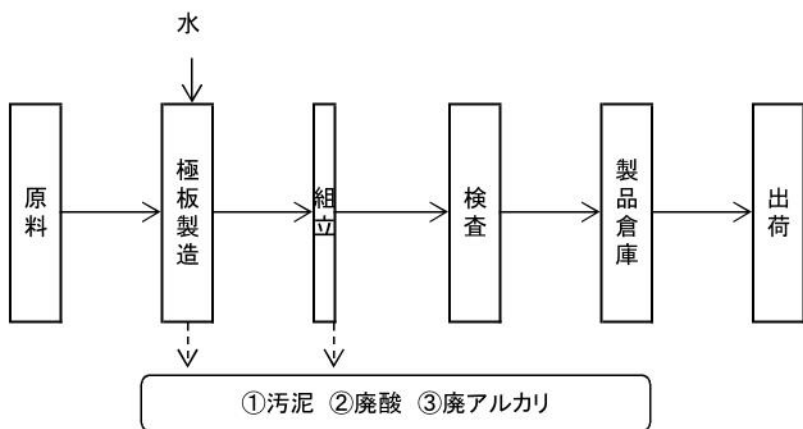 水
原料
極板製造
組立
検査
製品倉庫
出荷
①汚泥 ②廃酸 ③廃アルカリ